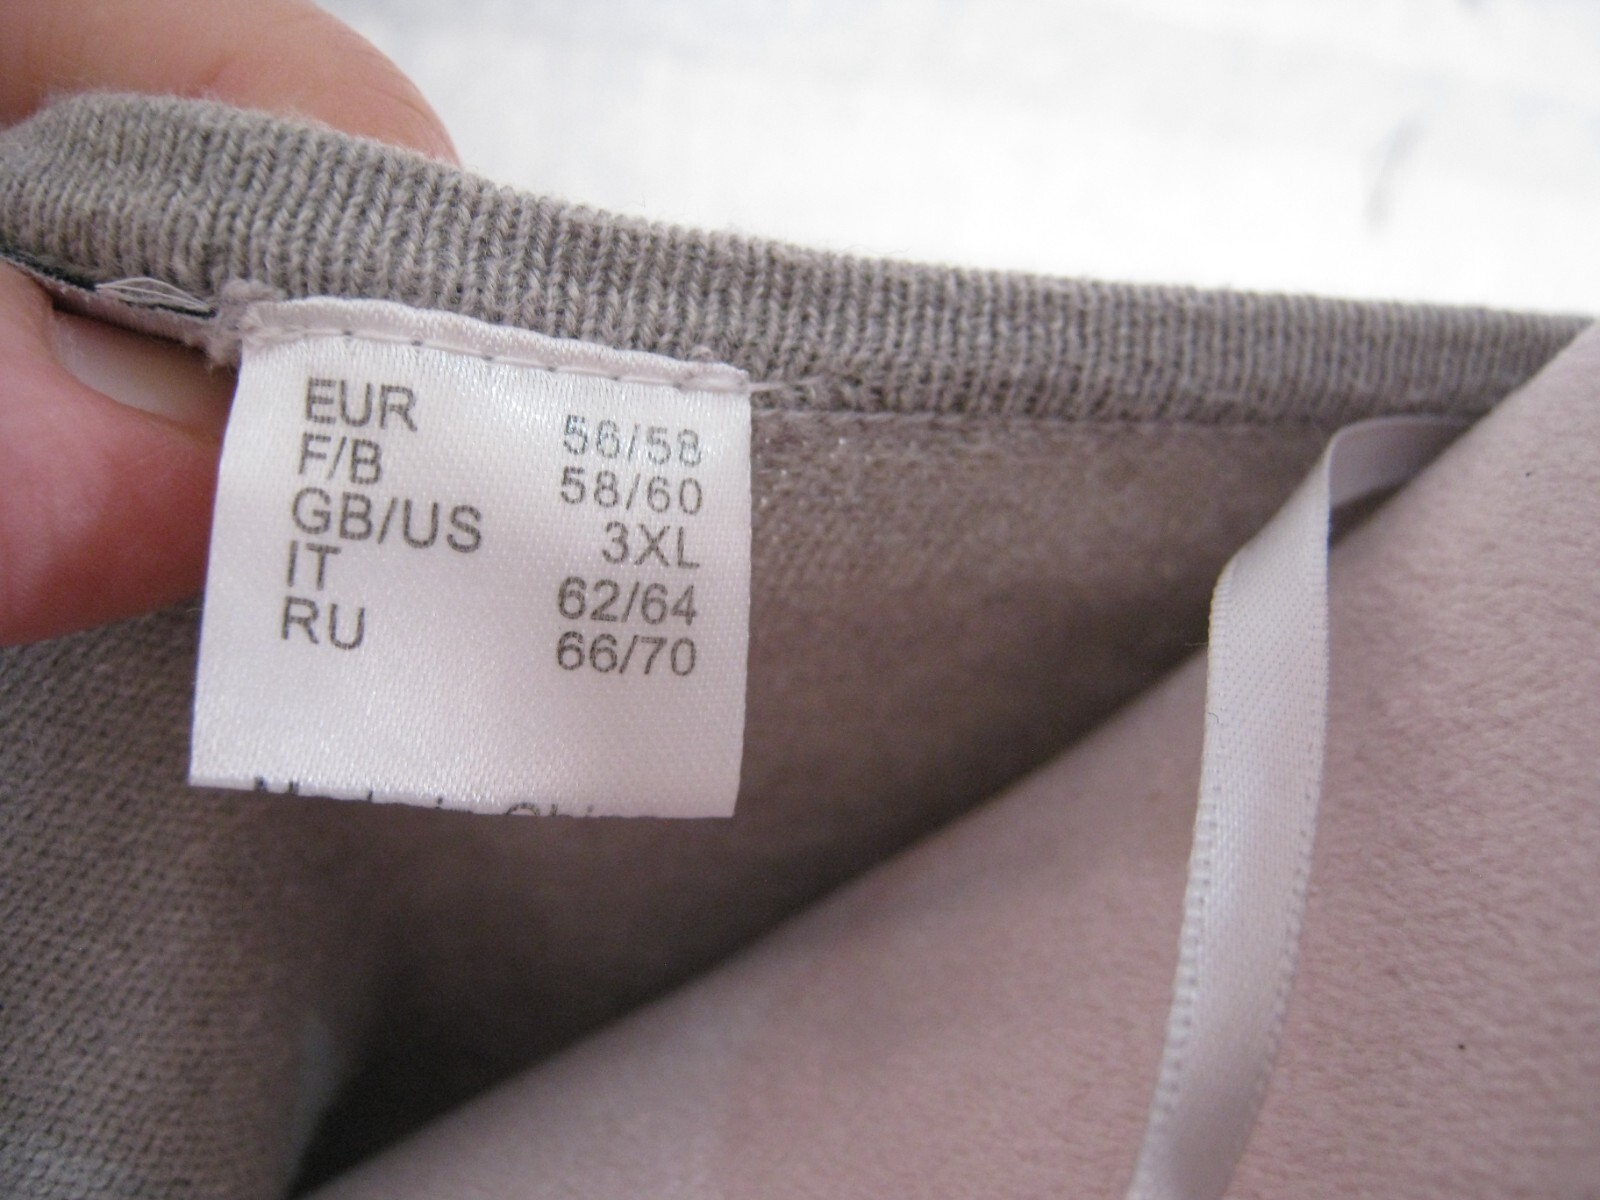 EUR 56/58
F/B 58/60
GB/US 3XL
IT 62/64
RU 66/70